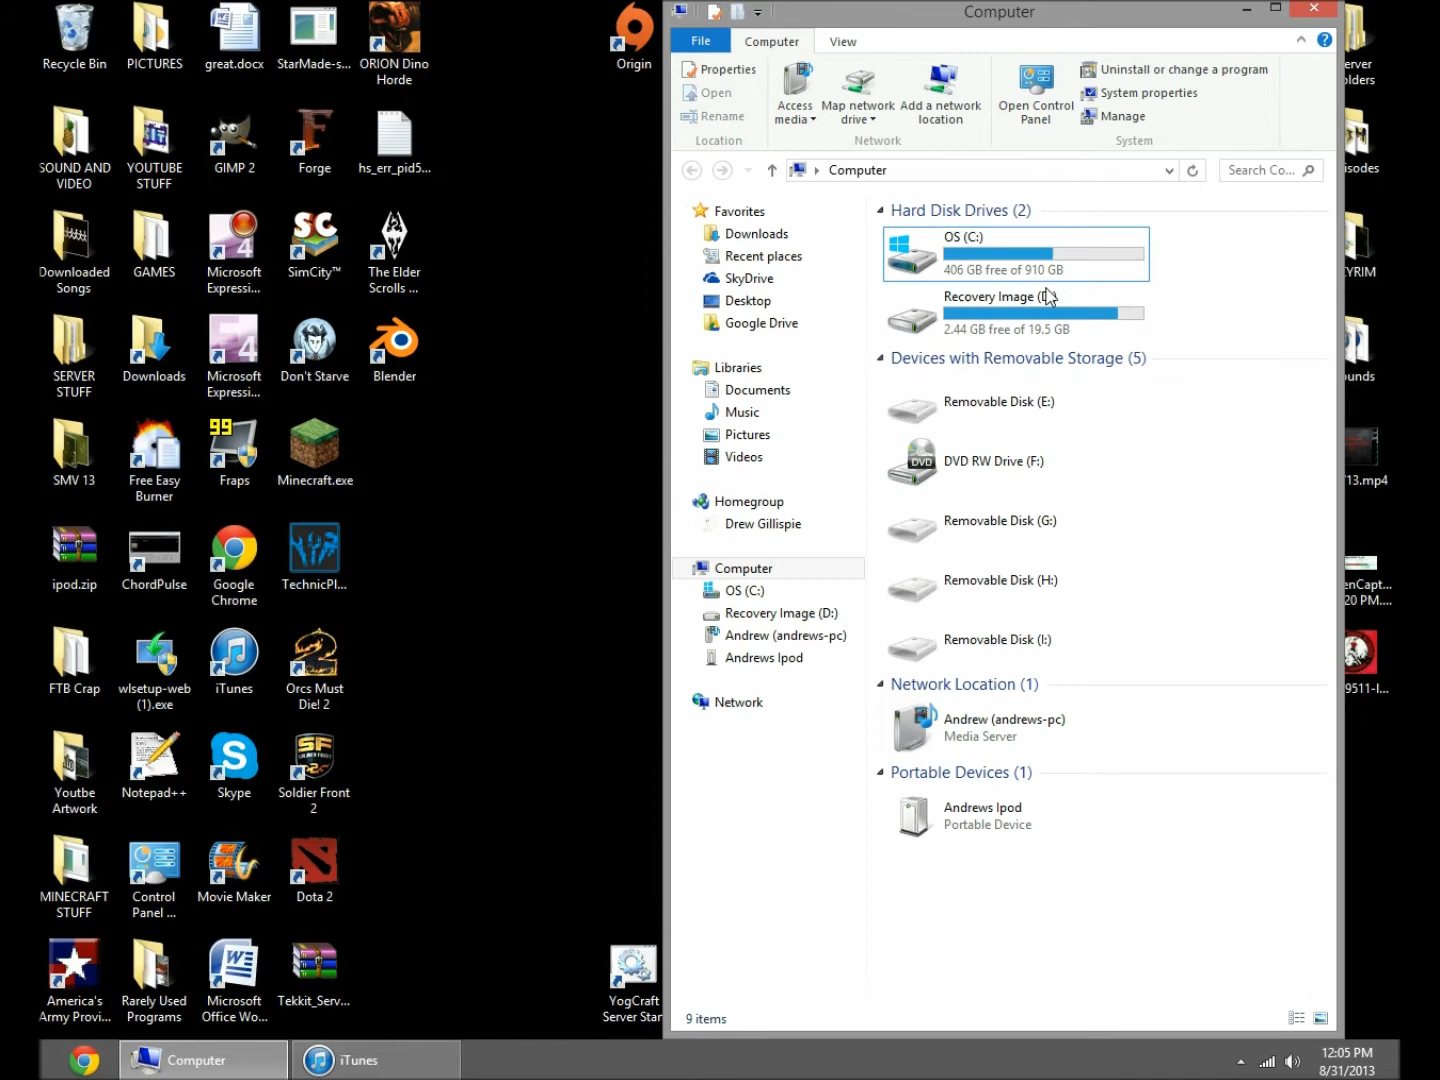 Recycle Bin
PICTURES
great.docx
StarMade-s...
ORION Dino
Horde
Origin
SOUND AND
VIDEO
YOUTUBE
STUFF
GIMP 2
Forge
hs_err_pid5...
Downloaded
Songs
GAMES
4
Microsoft
Expressi...
SC
SimCity™
The Elder
Scrolls ...
SERVER
STUFF
Downloads
4
Microsoft
Expressi...
Don't Starve
Blender
SMV 13
Free Easy
Burner
99
Fraps
Minecraft.exe
ipod.zip
ChordPulse
Google
Chrome
TechnicPl...
FTB Crap
wlsetup-web
(1).exe
iTunes
2
Orcs Must
Die! 2
Youtbe
Artwork
Notepad++
S
Skype
SF
Soldier Front
2
MINECRAFT
STUFF
Control
Panel ...
Movie Maker
Dota 2
America's
Army Provi...
Rarely Used
Programs
W
Microsoft
Office Wo...
Tekkit_Serv...
YogCraft
Server Star
Computer
File
Computer
View
Properties
Open
Rename
Location
Access
media
Map network
drive
Add a network
location
Network
Open Control
Panel
Uninstall or change a program
System properties
Manage
System
Computer
Search Co...
Favorites
Downloads
Recent places
SkyDrive
Desktop
Google Drive
Libraries
Documents
Music
Pictures
Videos
Homegroup
Drew Gillispie
Computer
OS (C:)
Recovery Image (D:)
Andrew (andrews-pc)
Andrews Ipod
Network
Hard Disk Drives (2)
OS (C:)
406 GB free of 910 GB
Recovery Image (D:)
2.44 GB free of 19.5 GB
Devices with Removable Storage (5)
Removable Disk (E:)
DVD
DVD RW Drive (F:)
Removable Disk (G:)
Removable Disk (H:)
Removable Disk (I:)
Network Location (1)
Andrew (andrews-pc)
Media Server
Portable Devices (1)
Andrews Ipod
Portable Device
9 items
erver
lders
isodes
YRIM
unds
13.mp4
enCapt...
20 PM....
9511-I...
Computer
iTunes
12:05 PM
8/31/2013